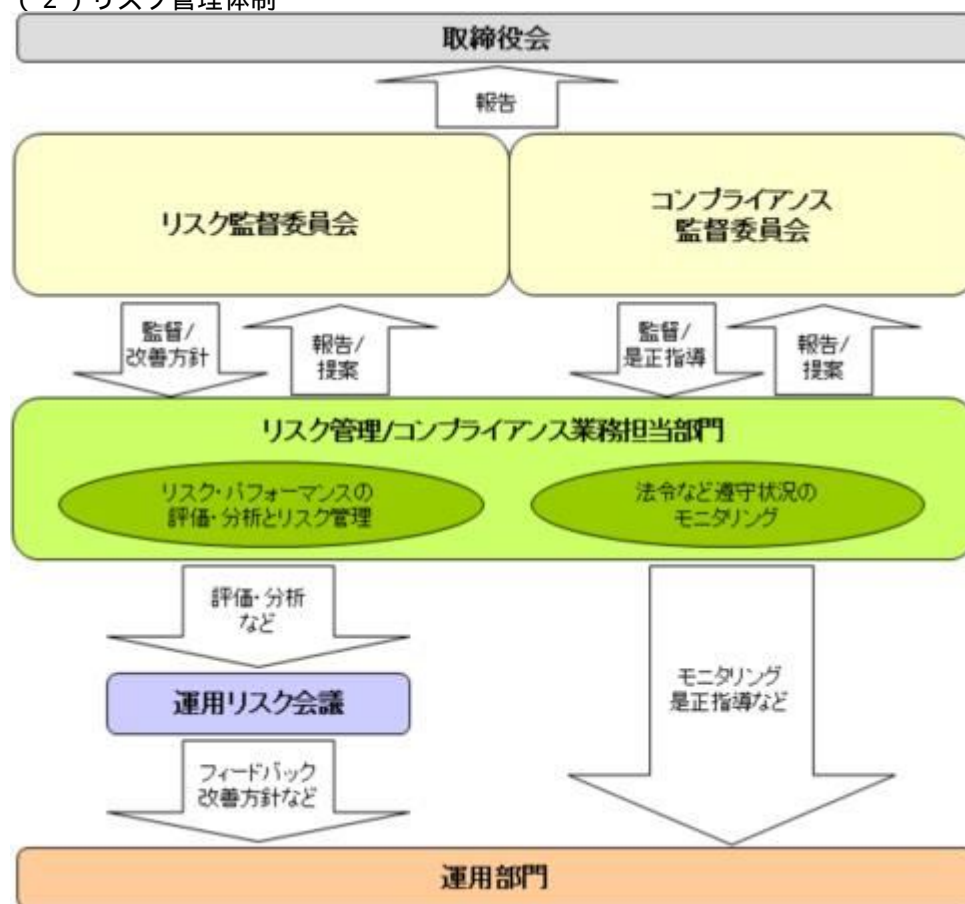 （２）リスク管理体制
取締役会
報告
リスク監督委員会
コンプライアンス
監督委員会
監督/
改善方針
報告/
提案
監督/
是正指導
報告/
提案
リスク管理/コンプライアンス業務担当部門
リスク・パフォーマンスの
評価・分析とリスク管理
法令など遵守状況の
モニタリング
評価・分析
など
運用リスク会議
モニタリング
是正指導など
フィードバック
改善方針など
運用部門